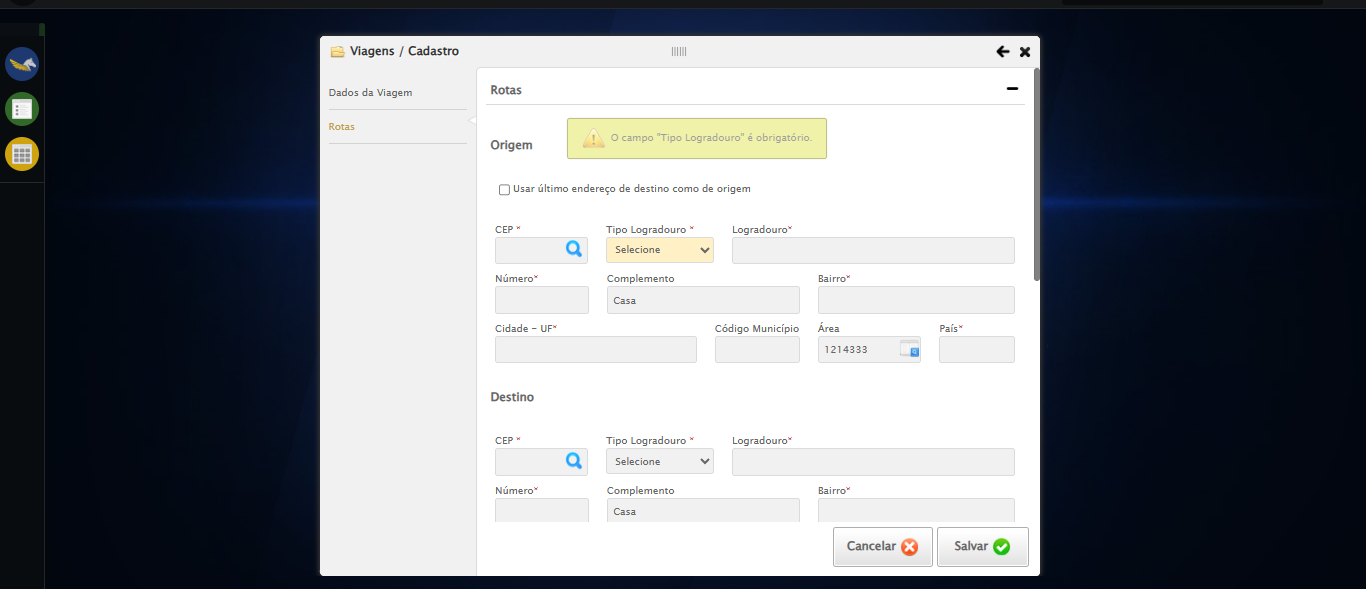 Viagens / Cadastro
Dados da Viagem
Rotas
Rotas
O campo "Tipo Logradouro" é obrigatório.
Origem
Usar último endereço de destino como de origem
CEP * Tipo Logradouro * Logradouro*
Selecione
Número* Complemento Bairro*
Casa
Cidade - UF* Código Município Área País*
1214333
Destino
CEP * Tipo Logradouro * Logradouro*
Selecione
Número* Complemento Bairro*
Casa
Cancelar Salvar